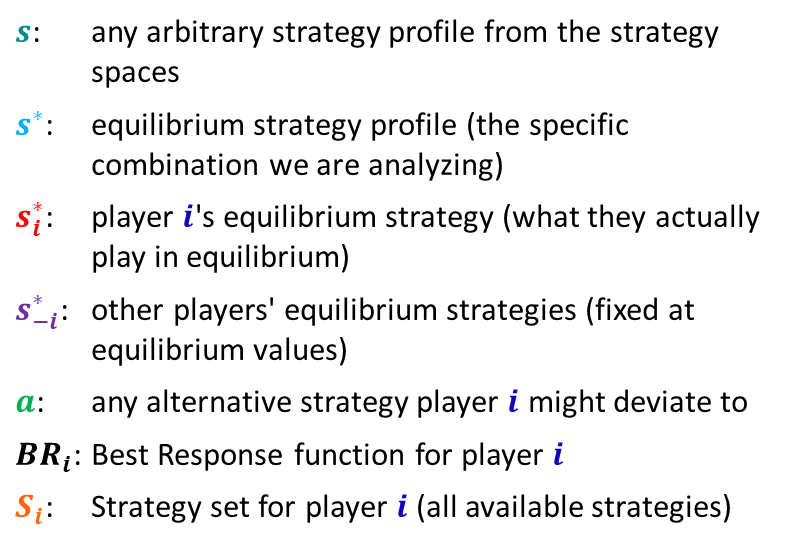 s: any arbitrary strategy profile from the strategy
spaces
s*: equilibrium strategy profile (the specific
combination we are analyzing)
s*ᵢ: player i's equilibrium strategy (what they actually
play in equilibrium)
s*₋ᵢ: other players' equilibrium strategies (fixed at
equilibrium values)
a: any alternative strategy player i might deviate to
BRᵢ: Best Response function for player i
Sᵢ: Strategy set for player i (all available strategies)